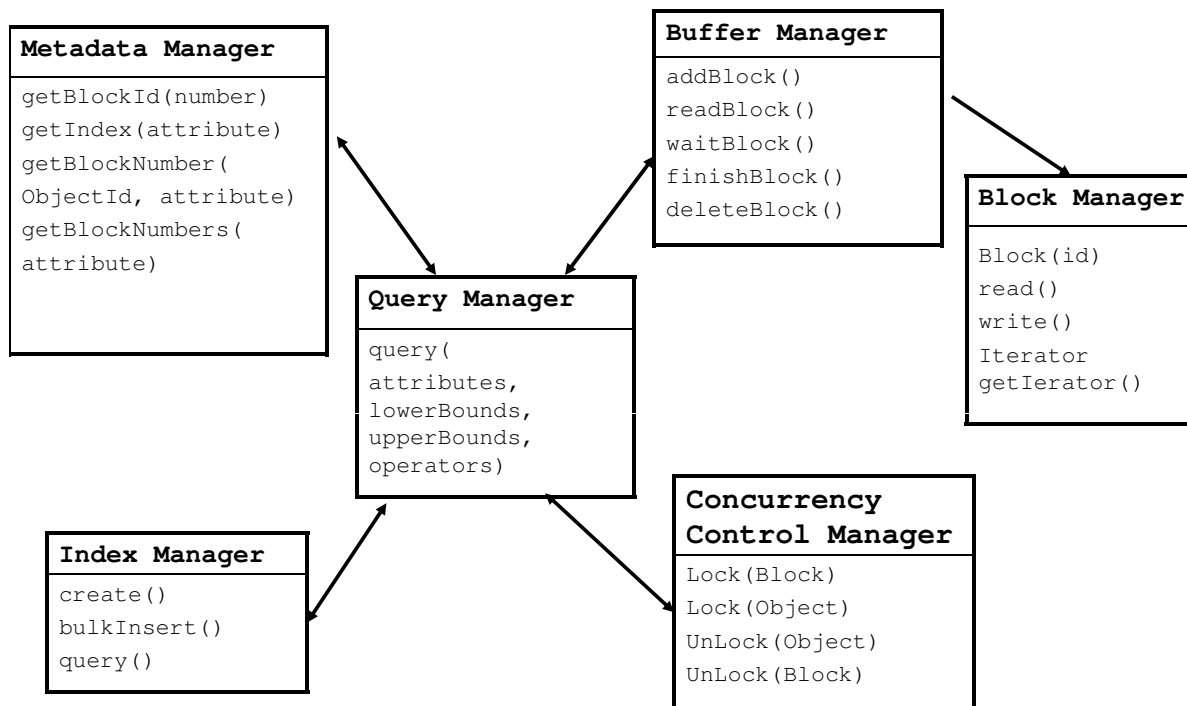 Metadata Manager
getBlockId(number)
getIndex(attribute)
getBlockNumber(
ObjectId, attribute)
getBlockNumbers(
attribute)
Buffer Manager
addBlock()
readBlock()
waitBlock()
finishBlock()
deleteBlock()
Block Manager
Block(id)
read()
write()
Iterator
getIerator()
Query Manager
query(
attributes,
lowerBounds,
upperBounds,
operators)
Index Manager
create()
bulkInsert()
query()
Concurrency
Control Manager
Lock(Block)
Lock(Object)
UnLock(Object)
UnLock(Block)